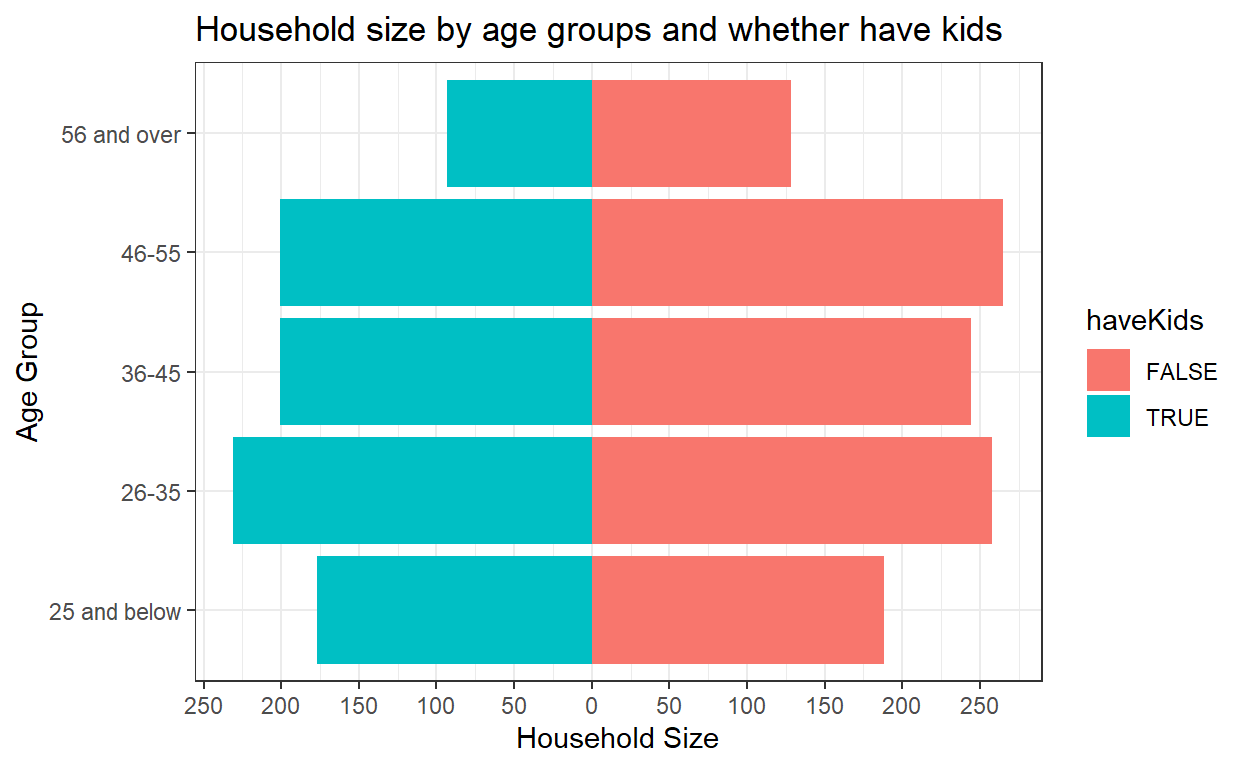 Household size by age groups and whether have kids
Age Group
56 and over
46-55
36-45
26-35
25 and below
250 200 150 100 50 0 50 100 150 200 250
Household Size
haveKids
FALSE
TRUE